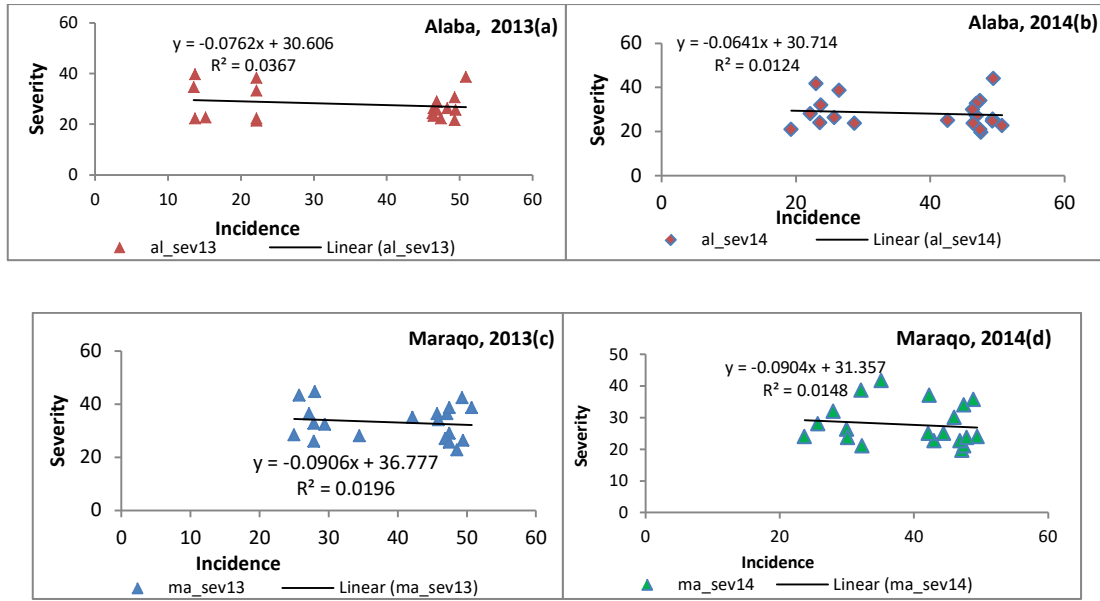 Alaba, 2013(a)
y = -0.0762x + 30.606
R² = 0.0367
Severity
60
40
20
0
0 10 20 30 40 50 60
Incidence
al_sev13 Linear (al_sev13)
Alaba, 2014(b)
y = -0.0641x + 30.714
R² = 0.0124
Severity
60
40
20
0
0 20 40 60
Incidence
al_sev14 Linear (al_sev14)
Maraqo, 2013(c)
Severity
60
40
20
0
y = -0.0906x + 36.777
R² = 0.0196
0 10 20 30 40 50 60
Incidence
ma_sev13 Linear (ma_sev13)
Maraqo, 2014(d)
y = -0.0904x + 31.357
R² = 0.0148
Severity
50
40
30
20
10
0
0 20 40 60
Incidence
ma_sev14 Linear (ma_sev14)